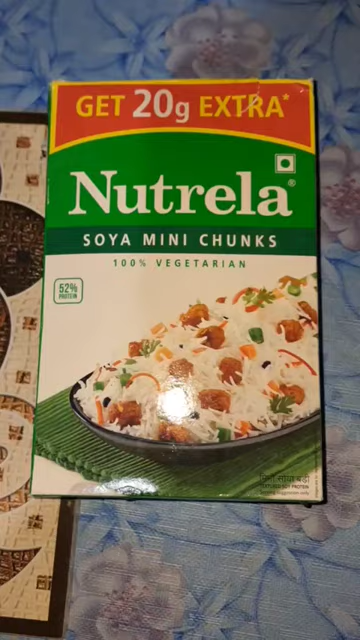 GET 20g EXTRA*
Nutrela®
SOYA MINI CHUNKS
100% VEGETARIAN
52%
PROTEIN